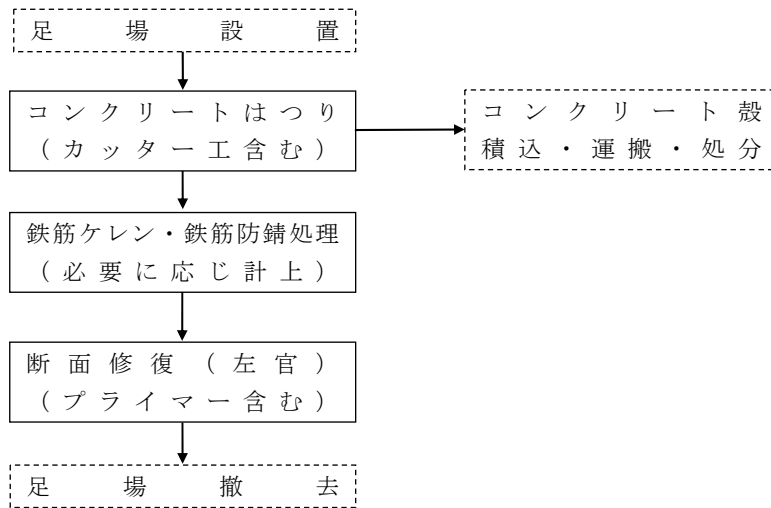 足場設置
コンクリートはつり
(カッター工含む)
コンクリート殻
積込・運搬・処分
鉄筋ケレン・鉄筋防錆処理
(必要に応じ計上)
断面修復(左官)
(プライマー含む)
足場撤去